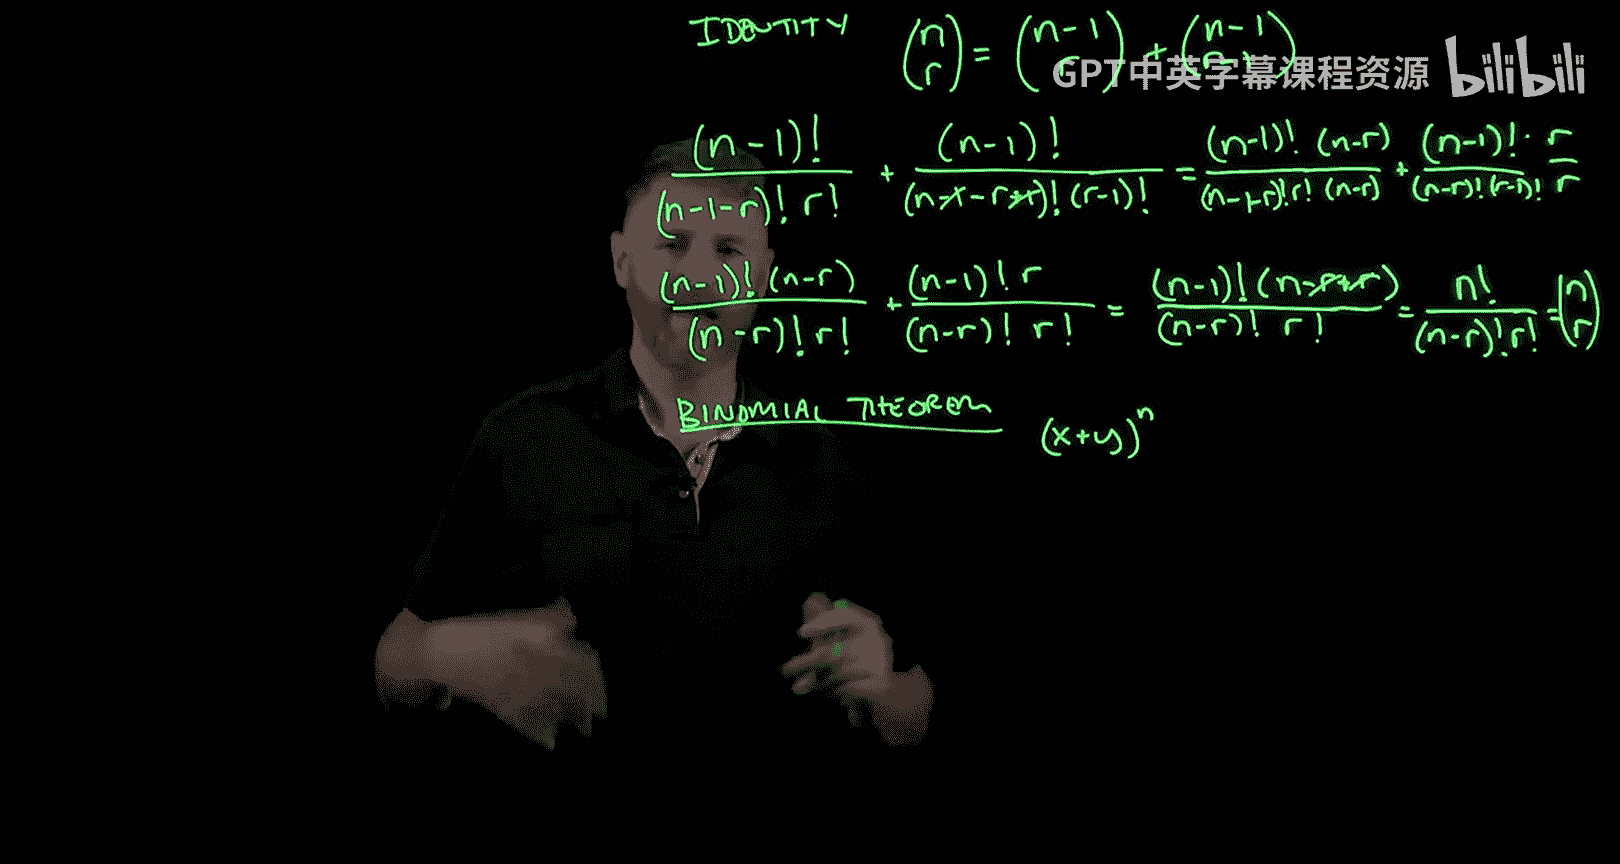 IDENTITY (n r) = (n-1 r) + (n-1 r-1)
GPT中英字幕课程资源 bilibili
(n-1)! / (n-1-r)! r! + (n-1)! / (n-1-r+1)! (r-1)! = (n-1)! (n-r) / (n-1-r)! r! (n-r) + (n-1)! · r / (n-r)! (r-1)! r
(n-1)! (n-r) / (n-r)! r! + (n-1)! r / (n-r)! r! = (n-1)! (n-r+r) / (n-r)! r! = n! / (n-r)! r! = (n r)
BINOMIAL THEOREM (x+y)^n